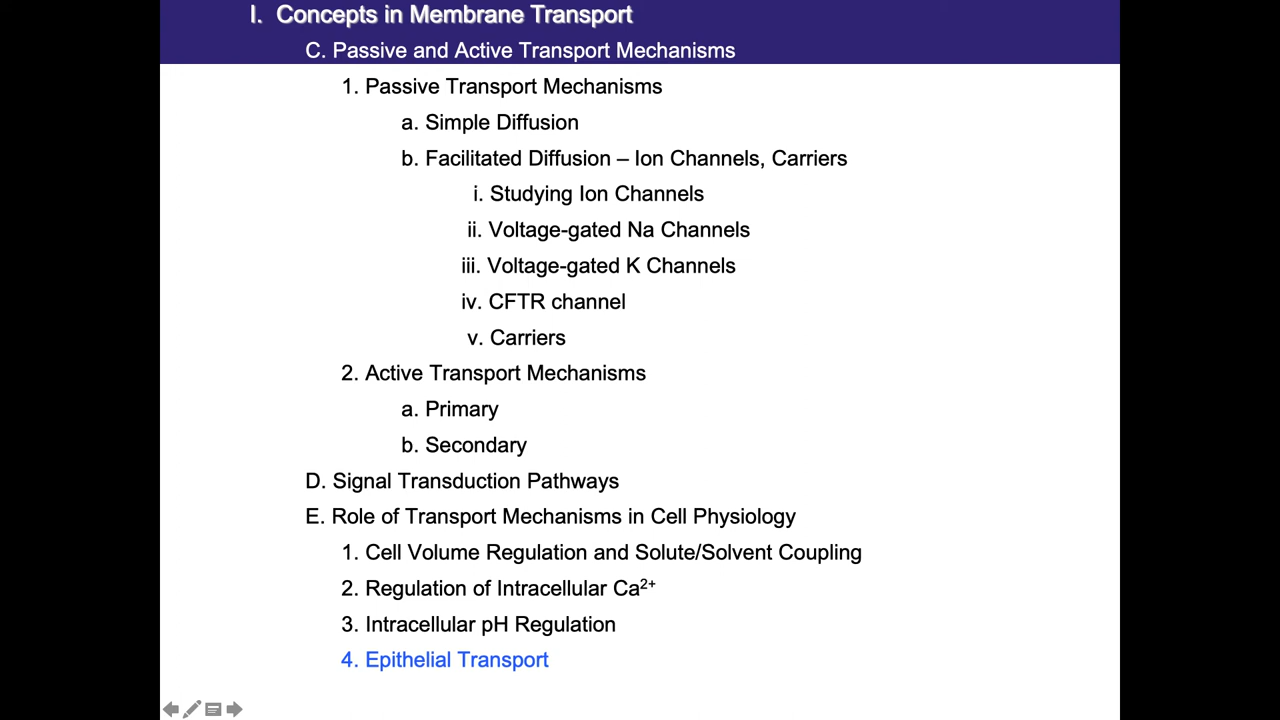 I. Concepts in Membrane Transport
C. Passive and Active Transport Mechanisms
1. Passive Transport Mechanisms
a. Simple Diffusion
b. Facilitated Diffusion – Ion Channels, Carriers
i. Studying Ion Channels
ii. Voltage-gated Na Channels
iii. Voltage-gated K Channels
iv. CFTR channel
v. Carriers
2. Active Transport Mechanisms
a. Primary
b. Secondary
D. Signal Transduction Pathways
E. Role of Transport Mechanisms in Cell Physiology
1. Cell Volume Regulation and Solute/Solvent Coupling
2. Regulation of Intracellular Ca²⁺
3. Intracellular pH Regulation
4. Epithelial Transport